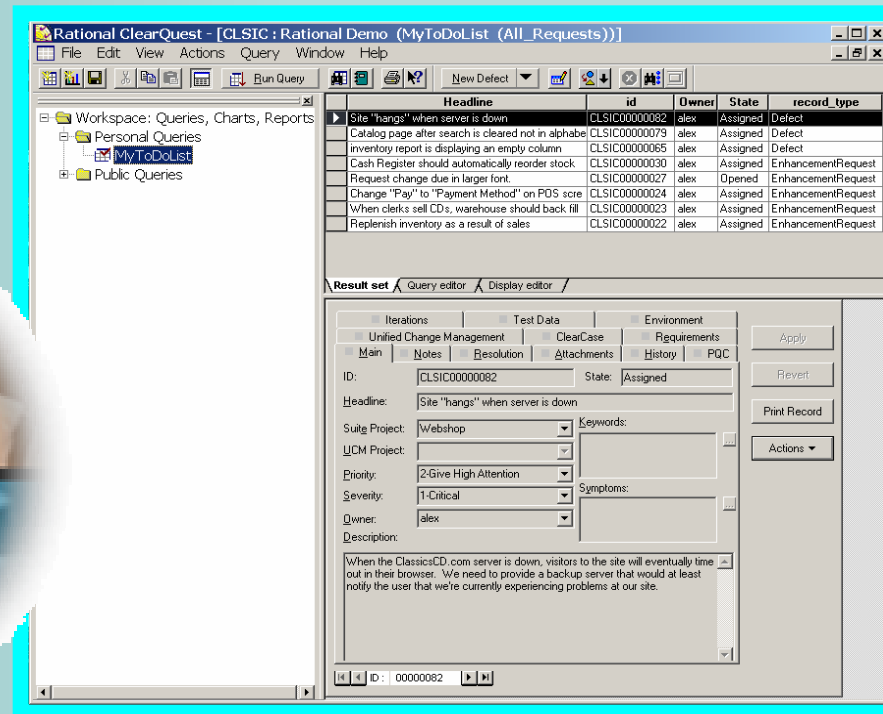 Rational ClearQuest - [CLSIC : Rational Demo (MyToDoList (All_Requests))]
File Edit View Actions Query Window Help
Run Query New Defect
Workspace: Queries, Charts, Reports
Personal Queries
MyToDoList
Public Queries
Headline id Owner State record_type
Site "hangs" when server is down CLSIC00000082 alex Assigned Defect
Catalog page after search is cleared not in alphabe CLSIC00000079 alex Assigned Defect
inventory report is displaying an empty column CLSIC00000065 alex Assigned Defect
Cash Register should automatically reorder stock CLSIC00000030 alex Assigned EnhancementRequest
Request change due in larger font. CLSIC00000027 alex Opened EnhancementRequest
Change "Pay" to "Payment Method" on POS scre CLSIC00000024 alex Assigned EnhancementRequest
When clerks sell CDs, warehouse should back fill CLSIC00000023 alex Assigned EnhancementRequest
Replenish inventory as a result of sales CLSIC00000022 alex Assigned EnhancementRequest
Result set Query editor Display editor
Iterations Test Data Environment
Unified Change Management ClearCase Requirements
Main Notes Resolution Attachments History PQC
ID: CLSIC00000082 State: Assigned
Headline: Site "hangs" when server is down
Suite Project: Webshop Keywords:
UCM Project:
Priority: 2-Give High Attention
Severity: 1-Critical Symptoms:
Owner: alex
Description:
When the ClassicsCD.com server is down, visitors to the site will eventually time
out in their browser. We need to provide a backup server that would at least
notify the user that we're currently experiencing problems at our site.
Apply
Revert
Print Record
Actions
ID : 00000082